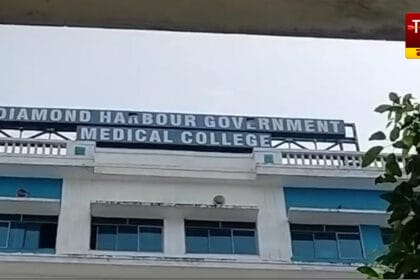 DIAMOND HARBOUR GOVERNMENT
MEDICAL COLLEGE